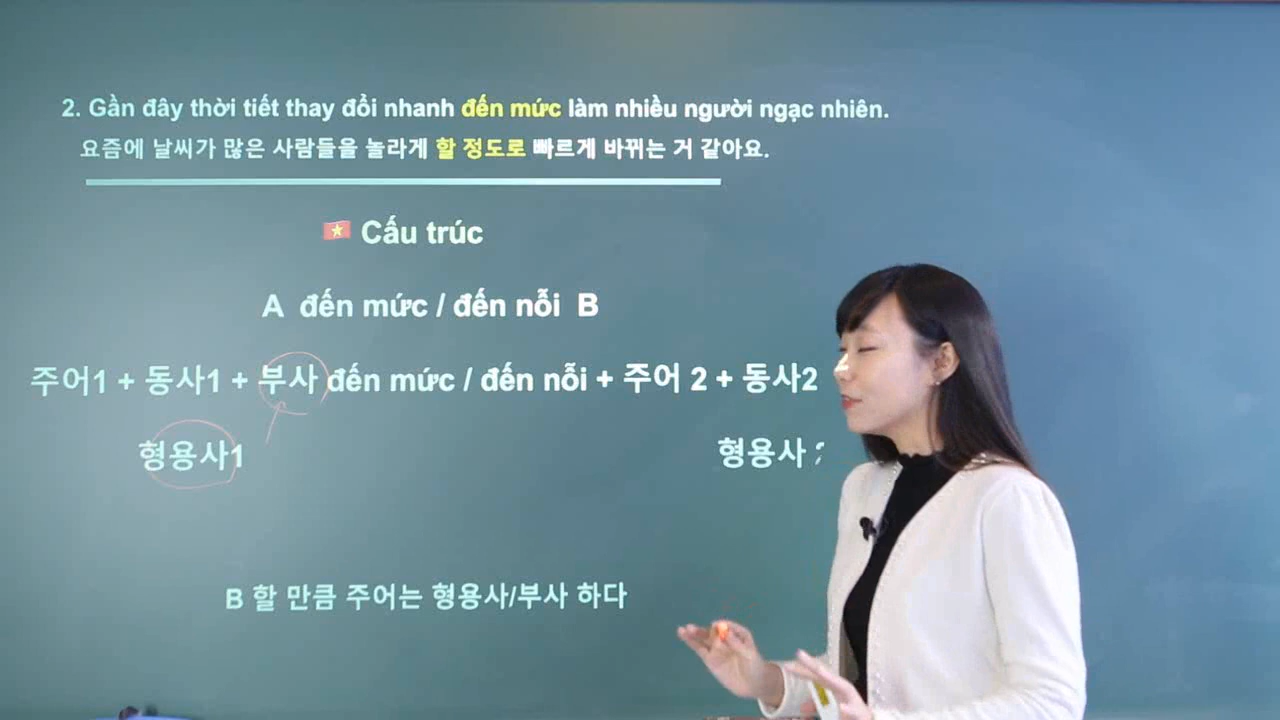 2. Gần đây thời tiết thay đổi nhanh đến mức làm nhiều người ngạc nhiên.
요즘에 날씨가 많은 사람들을 놀라게 할 정도로 빠르게 바뀌는 거 같아요.
Cấu trúc
A đến mức / đến nỗi B
주어1 + 동사1 + 부사 đến mức / đến nỗi + 주어 2 + 동사2
형용사1 형용사
B 할 만큼 주어는 형용사/부사 하다